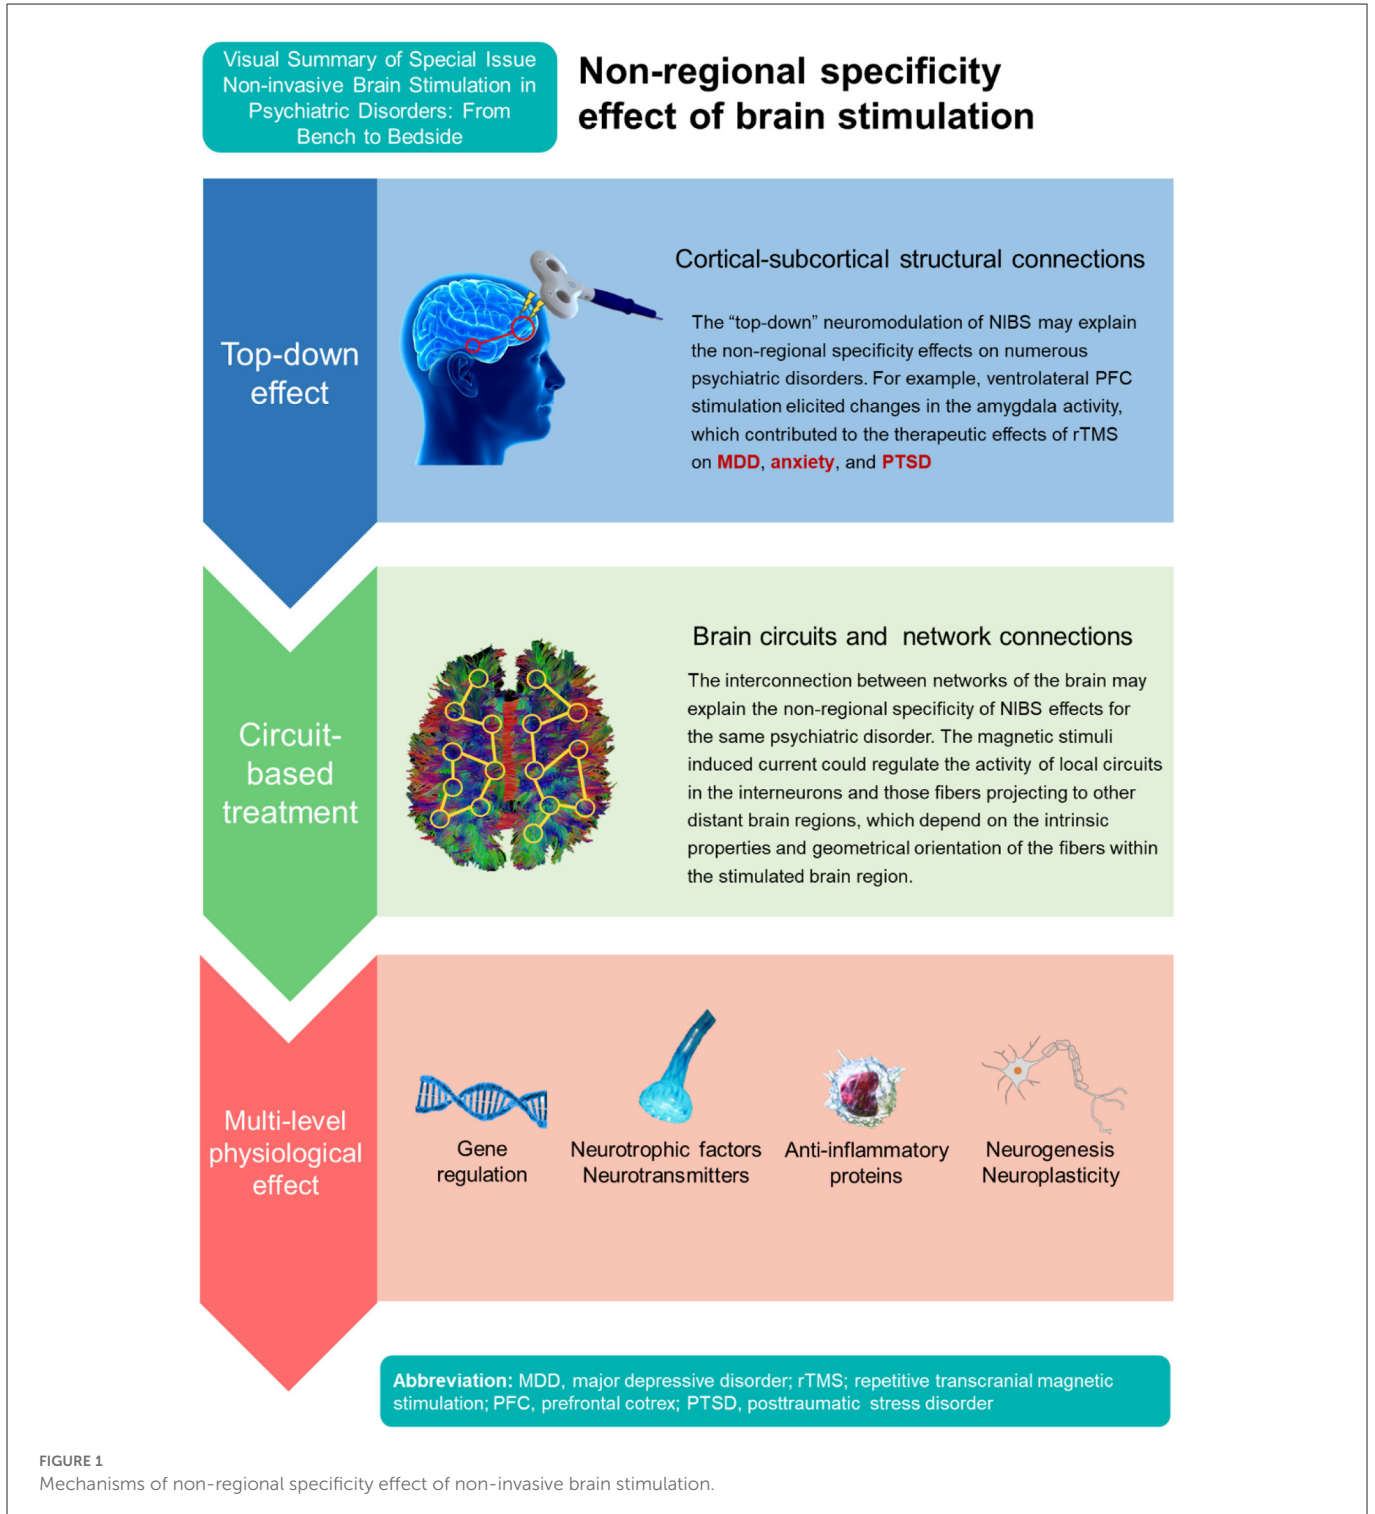 Visual Summary of Special Issue
Non-invasive Brain Stimulation in
Psychiatric Disorders: From
Bench to Bedside
Non-regional specificity
effect of brain stimulation
Top-down
effect
Cortical-subcortical structural connections
The “top-down” neuromodulation of NIBS may explain
the non-regional specificity effects on numerous
psychiatric disorders. For example, ventrolateral PFC
stimulation elicited changes in the amygdala activity,
which contributed to the therapeutic effects of rTMS
on MDD, anxiety, and PTSD
Circuit-
based
treatment
Brain circuits and network connections
The interconnection between networks of the brain may
explain the non-regional specificity of NIBS effects for
the same psychiatric disorder. The magnetic stimuli
induced current could regulate the activity of local circuits
in the interneurons and those fibers projecting to other
distant brain regions, which depend on the intrinsic
properties and geometrical orientation of the fibers within
the stimulated brain region.
Multi-level
physiological
effect
Gene
regulation
Neurotrophic factors
Neurotransmitters
Anti-inflammatory
proteins
Neurogenesis
Neuroplasticity
Abbreviation: MDD, major depressive disorder; rTMS; repetitive transcranial magnetic
stimulation; PFC, prefrontal cotrex; PTSD, posttraumatic stress disorder
FIGURE 1
Mechanisms of non-regional specificity effect of non-invasive brain stimulation.